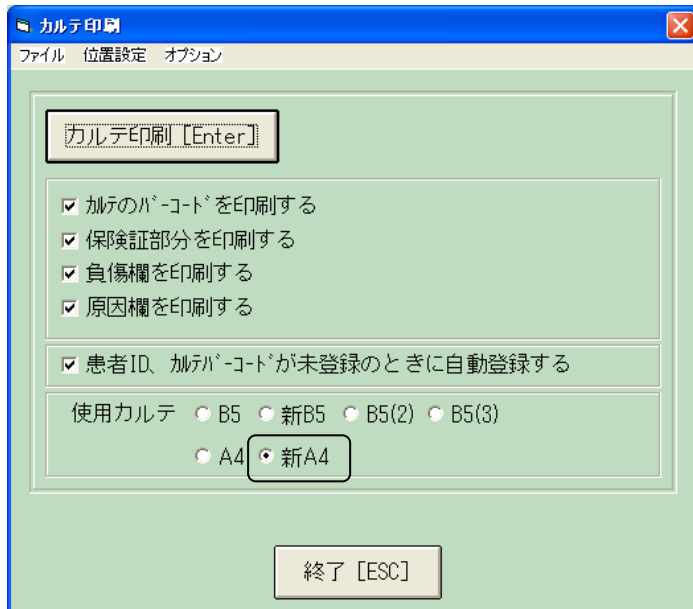 カルテ印刷
ファイル 位置設定 オプション
カルテ印刷 [Enter]
ｶﾙﾃのﾊﾞｰｺｰﾄﾞを印刷する
保険証部分を印刷する
負傷欄を印刷する
原因欄を印刷する
患者ID、ｶﾙﾃﾊﾞｰｺｰﾄﾞが未登録のときに自動登録する
使用カルテ B5 新B5 B5(2) B5(3)
A4 新A4
終了 [ESC]